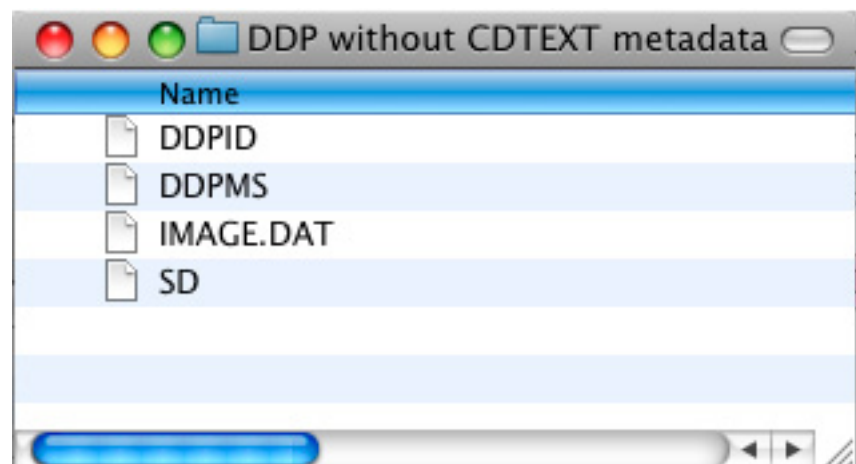 DDP without CDTEXT metadata
Name
DDPID
DDPMS
IMAGE.DAT
SD